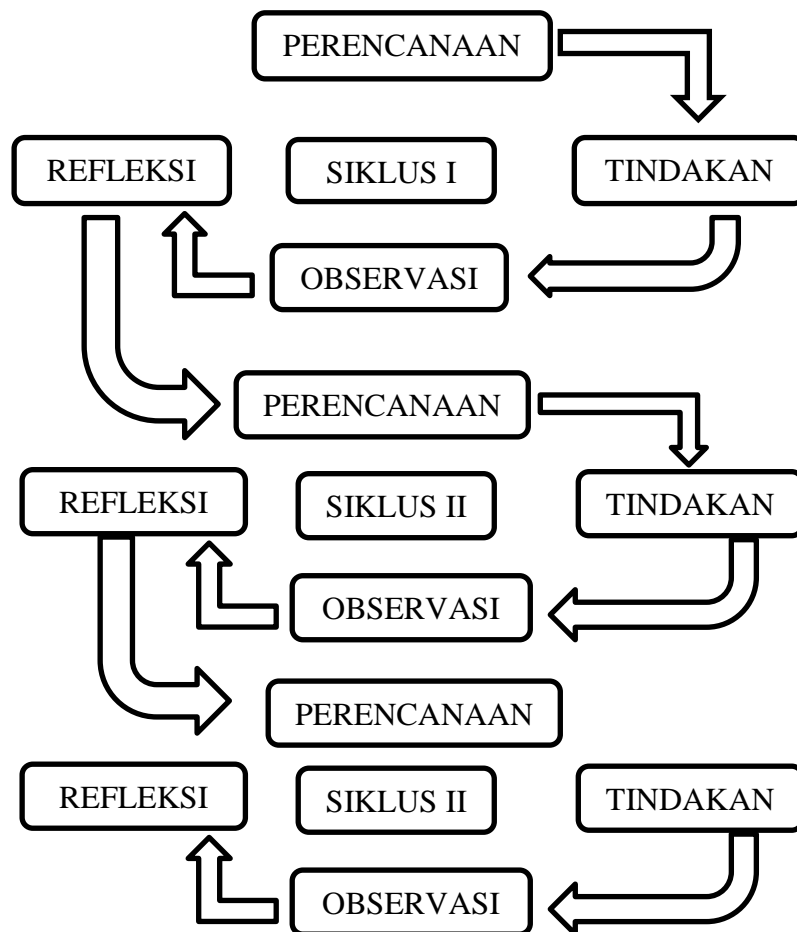 PERENCANAAN
REFLEKSI
SIKLUS I
TINDAKAN
OBSERVASI
PERENCANAAN
REFLEKSI
SIKLUS II
TINDAKAN
OBSERVASI
PERENCANAAN
REFLEKSI
SIKLUS II
TINDAKAN
OBSERVASI